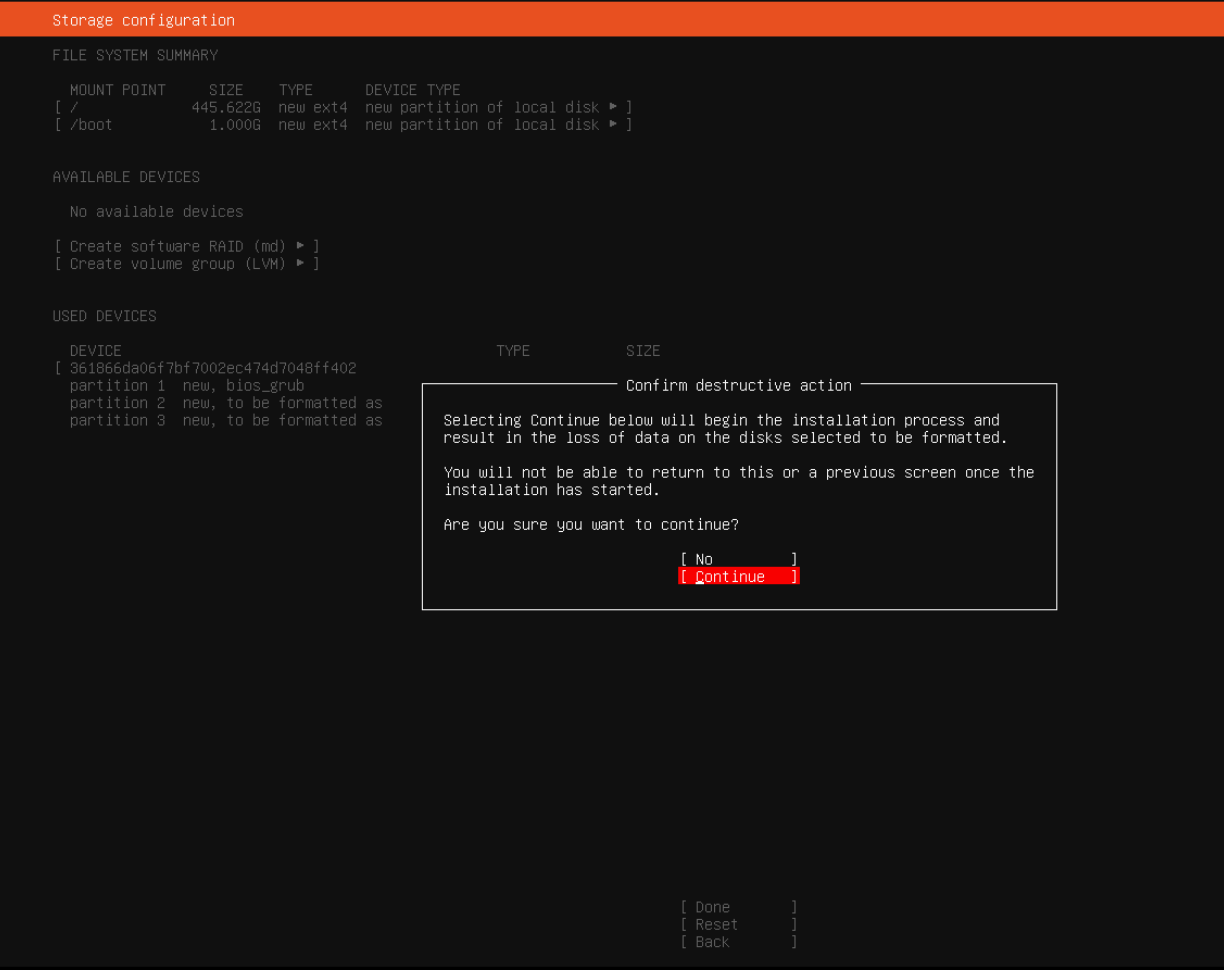 Storage configuration
FILE SYSTEM SUMMARY
MOUNT POINT SIZE TYPE DEVICE TYPE
[ / 445.622G new ext4 new partition of local disk ▸ ]
[ /boot 1.000G new ext4 new partition of local disk ▸ ]
AVAILABLE DEVICES
No available devices
[ Create software RAID (md) ▸ ]
[ Create volume group (LVM) ▸ ]
USED DEVICES
DEVICE TYPE SIZE
[ 361866da06f7bf7002ec474d7048ff402
partition 1 new, bios_grub
partition 2 new, to be formatted as
partition 3 new, to be formatted as
Confirm destructive action
Selecting Continue below will begin the installation process and
result in the loss of data on the disks selected to be formatted.
You will not be able to return to this or a previous screen once the
installation has started.
Are you sure you want to continue?
[ No ]
[ Continue ]
[ Done ]
[ Reset ]
[ Back ]